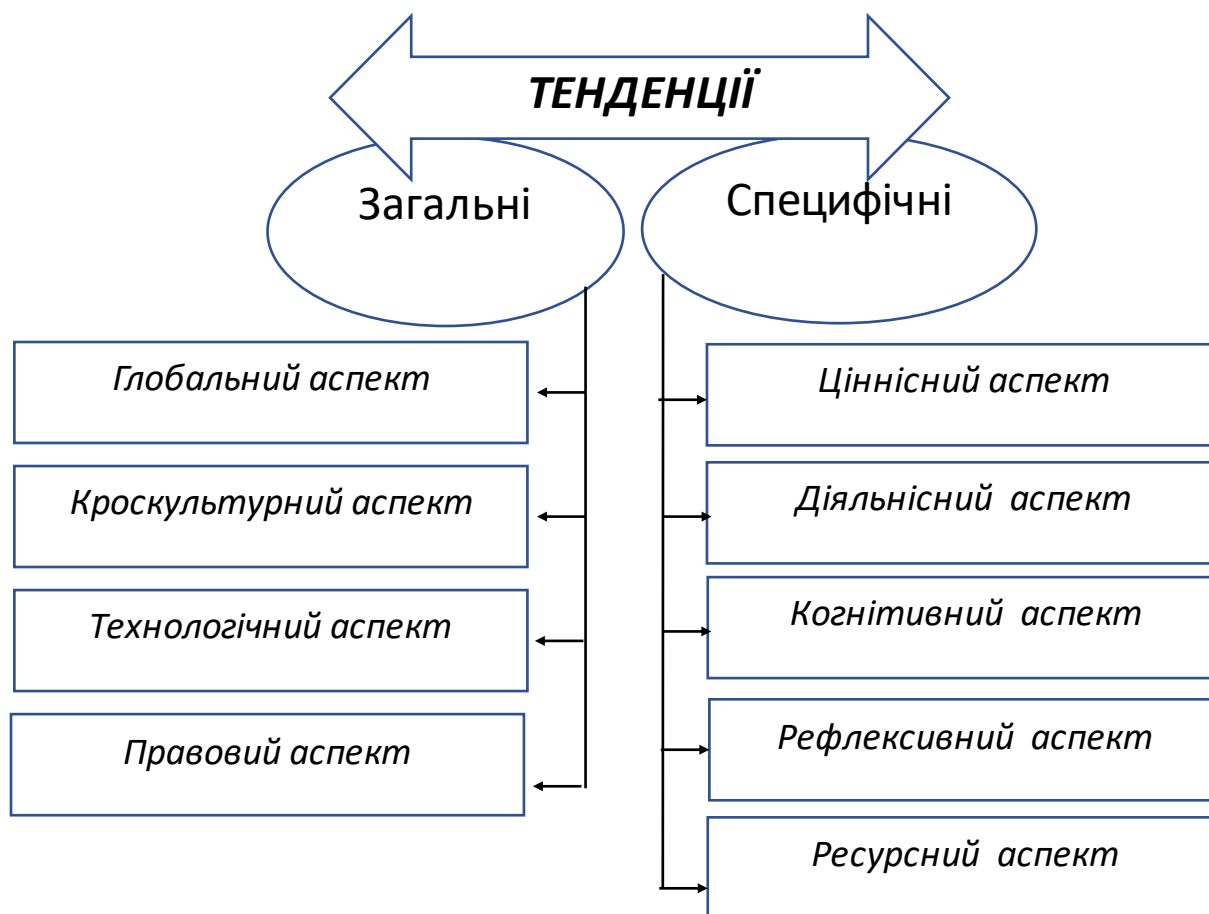 ТЕНДЕНЦІЇ
Загальні
Специфічні
Глобальний аспект
Кроскультурний аспект
Технологічний аспект
Правовий аспект
Ціннісний аспект
Діяльнісний аспект
Когнітивний аспект
Рефлексивний аспект
Ресурсний аспект